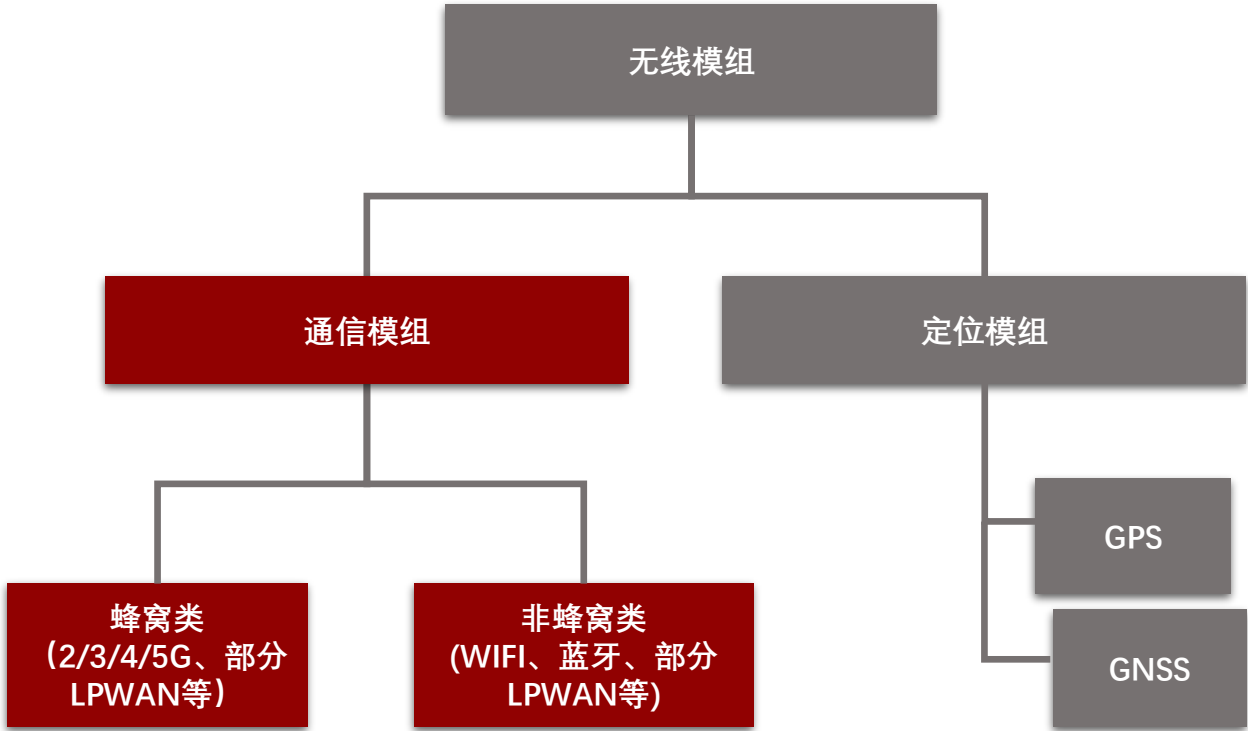 无线模组
通信模组
定位模组
GPS
GNSS
蜂窝类
（2/3/4/5G、部分
LPWAN等）
非蜂窝类
(WIFI、蓝牙、部分
LPWAN等)